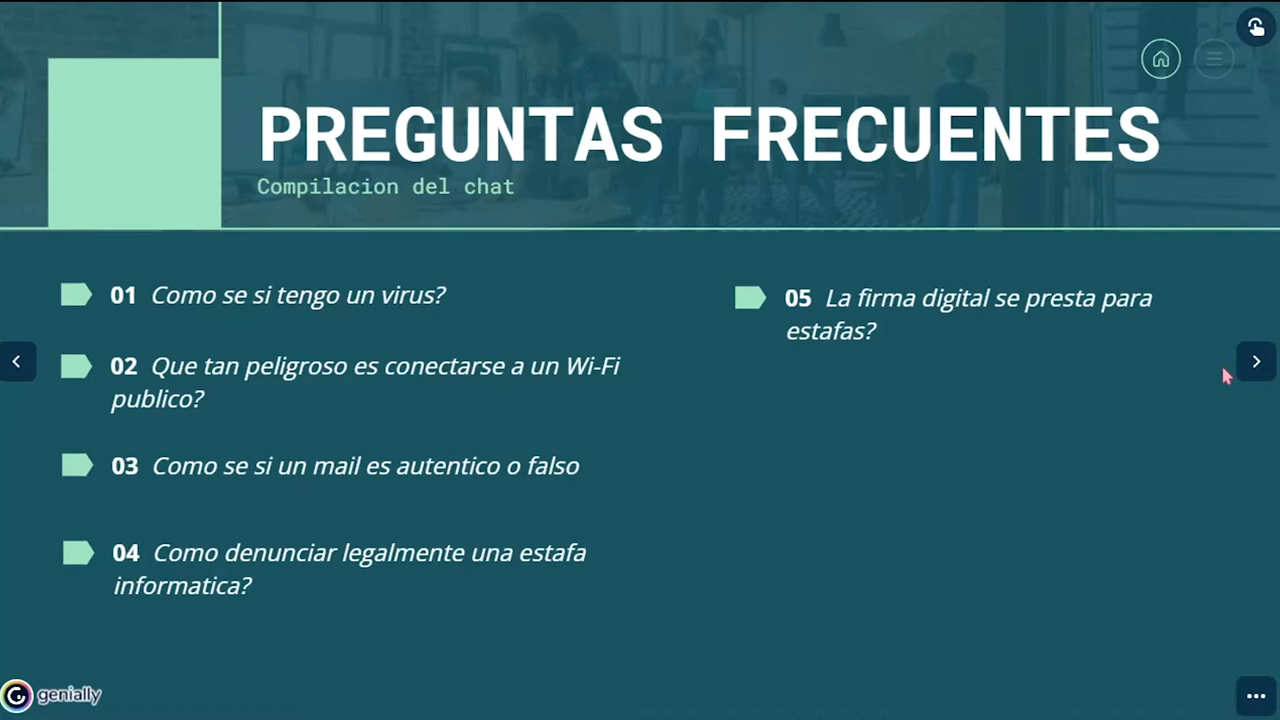 PREGUNTAS FRECUENTES
Compilacion del chat
01 Como se si tengo un virus?
02 Que tan peligroso es conectarse a un Wi-Fi
publico?
03 Como se si un mail es autentico o falso
04 Como denunciar legalmente una estafa
informatica?
05 La firma digital se presta para
estafas?
genially